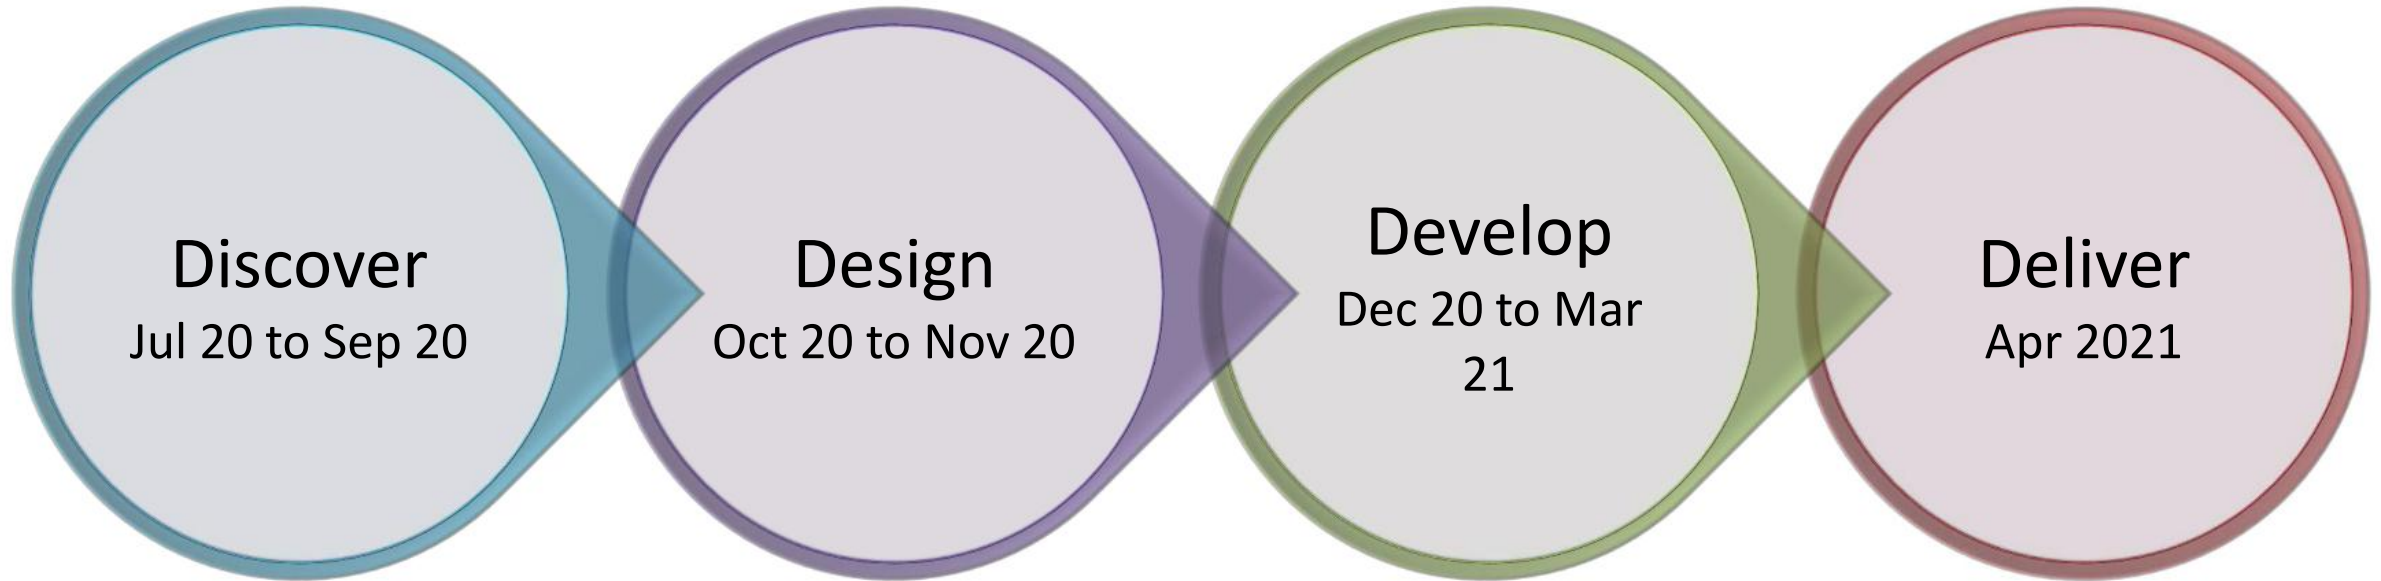 Discover
Jul 20 to Sep 20
Design
Oct 20 to Nov 20
Develop
Dec 20 to Mar
21
Deliver
Apr 2021